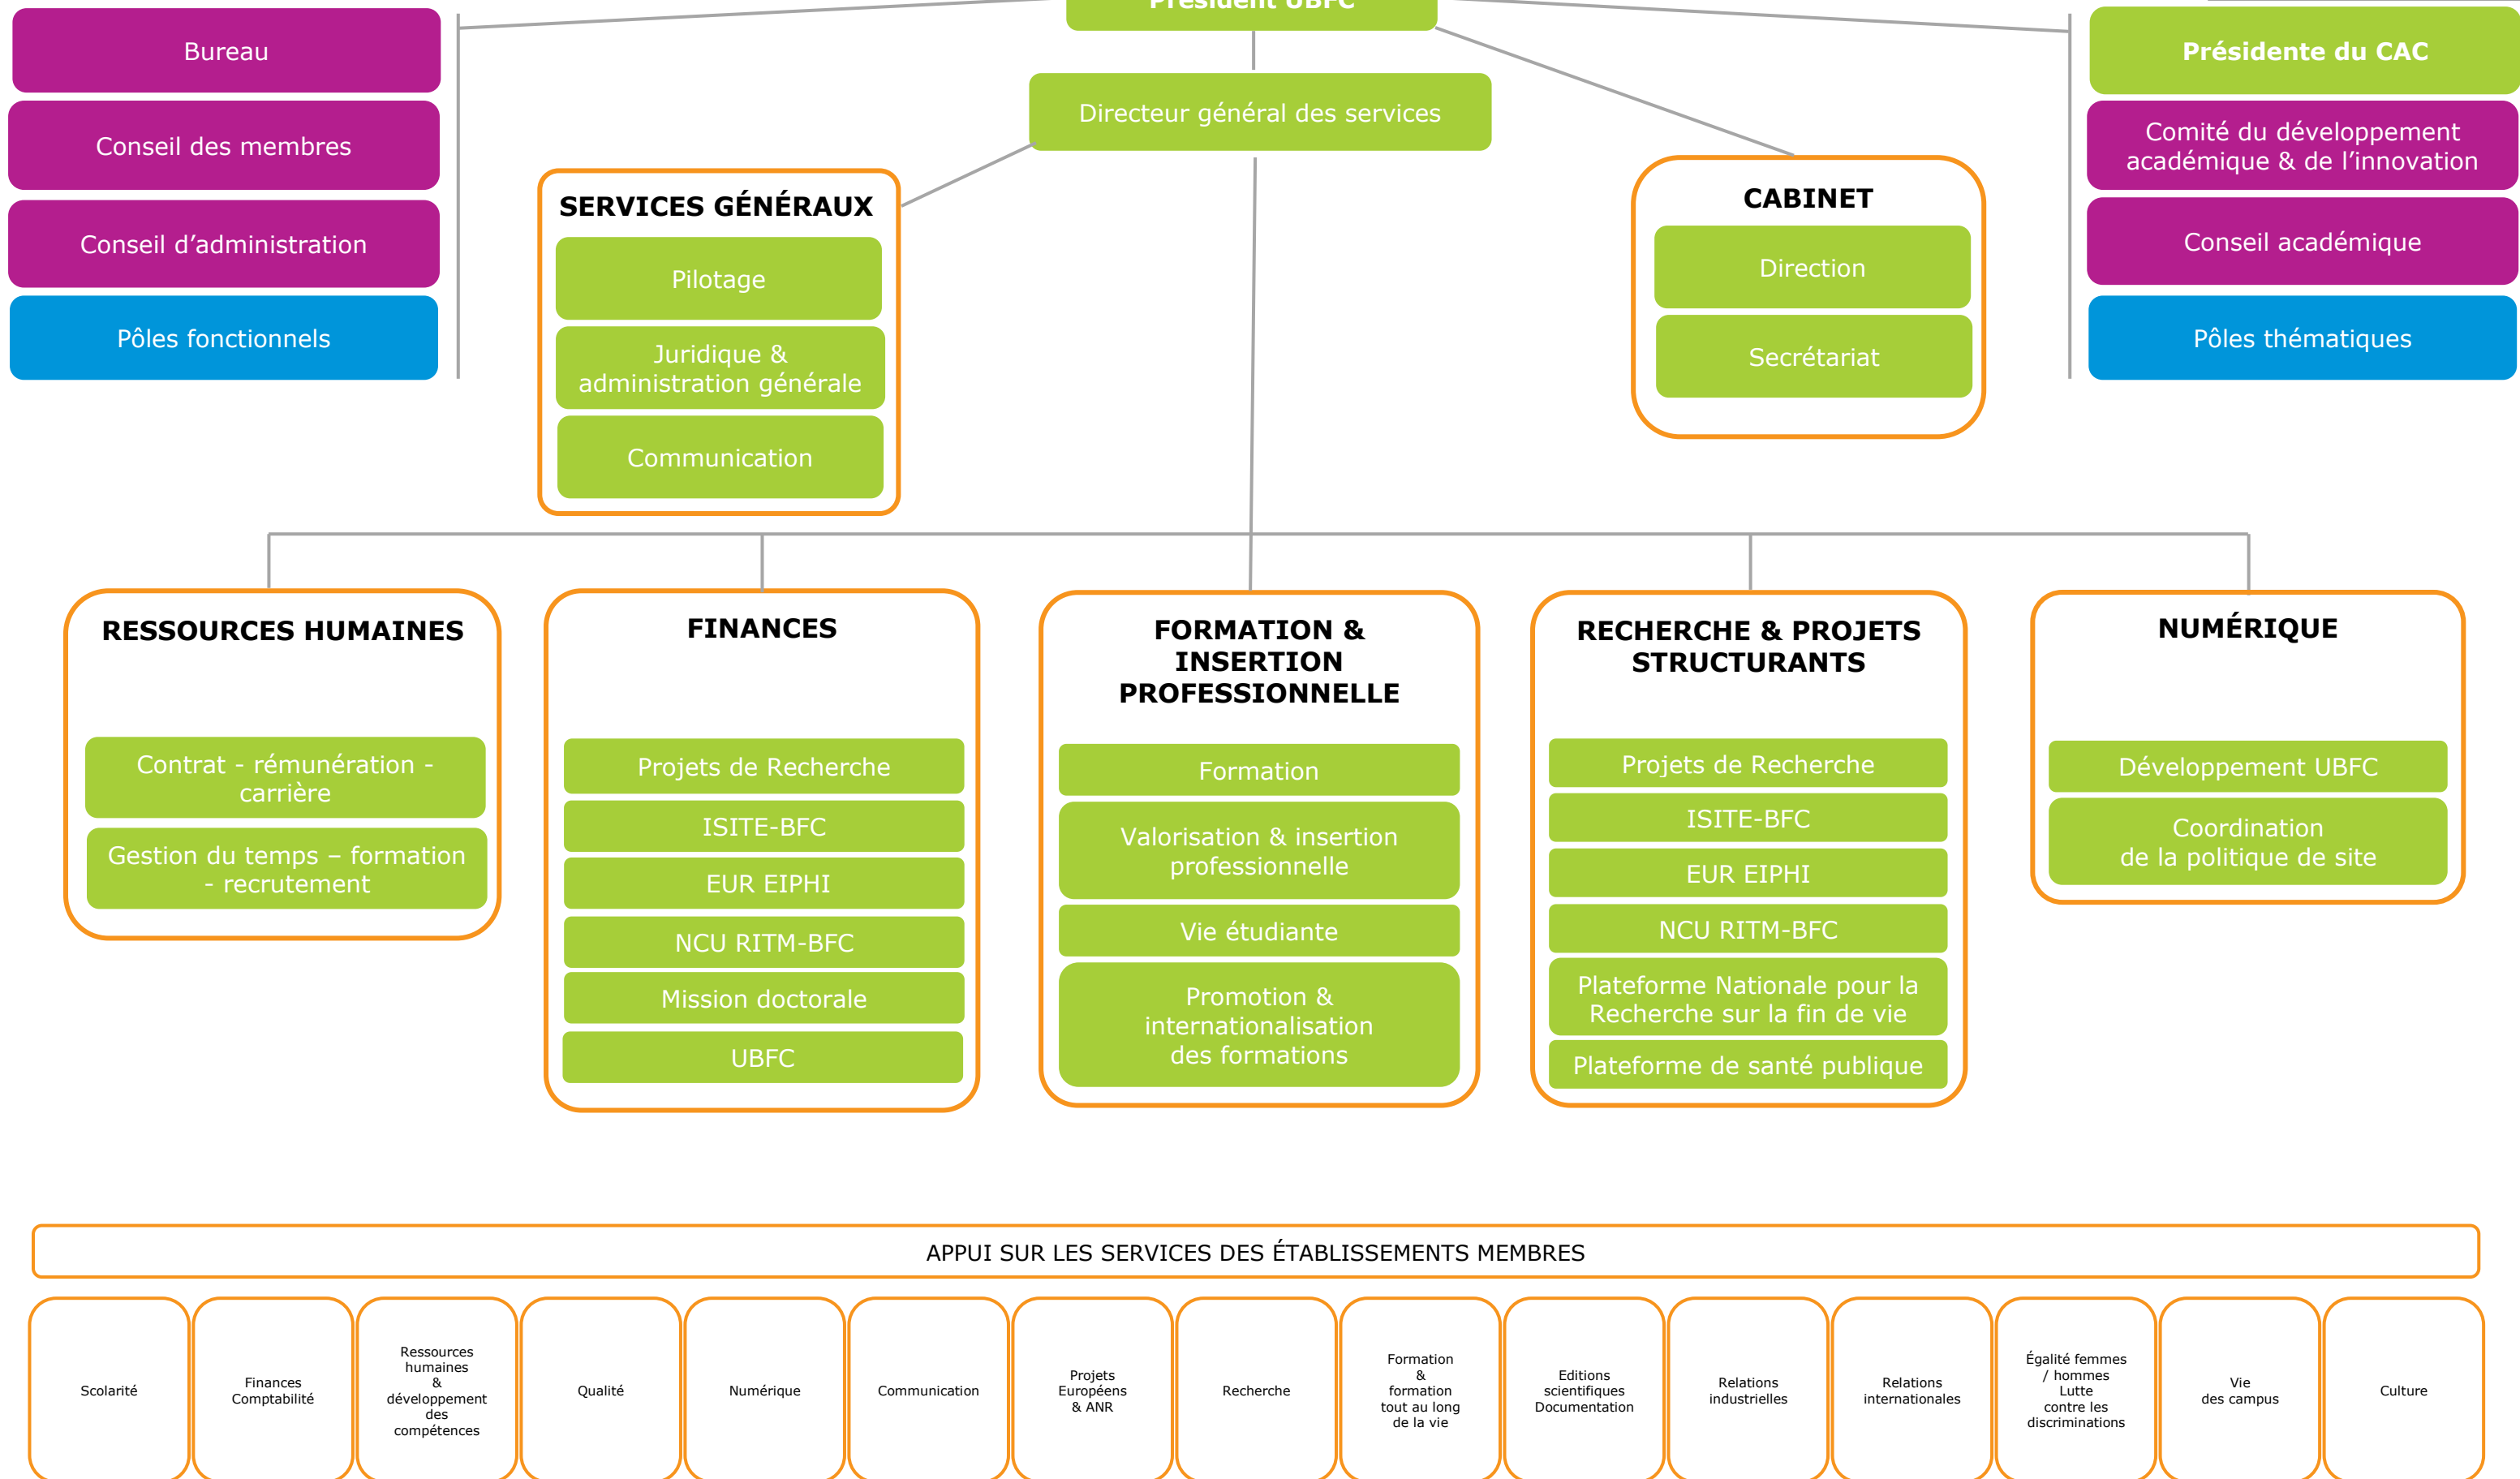 Président UBFC
Bureau
Conseil des membres
Conseil d’administration
Pôles fonctionnels
Directeur général des services
Présidente du CAC
Comité du développement
académique & de l’innovation
Conseil académique
Pôles thématiques
SERVICES GÉNÉRAUX
Pilotage
Juridique &
administration générale
Communication
CABINET
Direction
Secrétariat
RESSOURCES HUMAINES
Contrat - rémunération -
carrière
Gestion du temps – formation
- recrutement
FINANCES
Projets de Recherche
ISITE-BFC
EUR EIPHI
NCU RITM-BFC
Mission doctorale
UBFC
FORMATION &
INSERTION
PROFESSIONNELLE
Formation
Valorisation & insertion
professionnelle
Vie étudiante
Promotion &
internationalisation
des formations
RECHERCHE & PROJETS
STRUCTURANTS
Projets de Recherche
ISITE-BFC
EUR EIPHI
NCU RITM-BFC
Plateforme Nationale pour la
Recherche sur la fin de vie
Plateforme de santé publique
NUMÉRIQUE
Développement UBFC
Coordination
de la politique de site
APPUI SUR LES SERVICES DES ÉTABLISSEMENTS MEMBRES
Scolarité
Finances
Comptabilité
Ressources
humaines
&
développement
des
compétences
Qualité
Numérique
Communication
Projets
Européens
& ANR
Recherche
Formation
&
formation
tout au long
de la vie
Editions
scientifiques
Documentation
Relations
industrielles
Relations
internationales
Égalité femmes
/ hommes
Lutte
contre les
discriminations
Vie
des campus
Culture